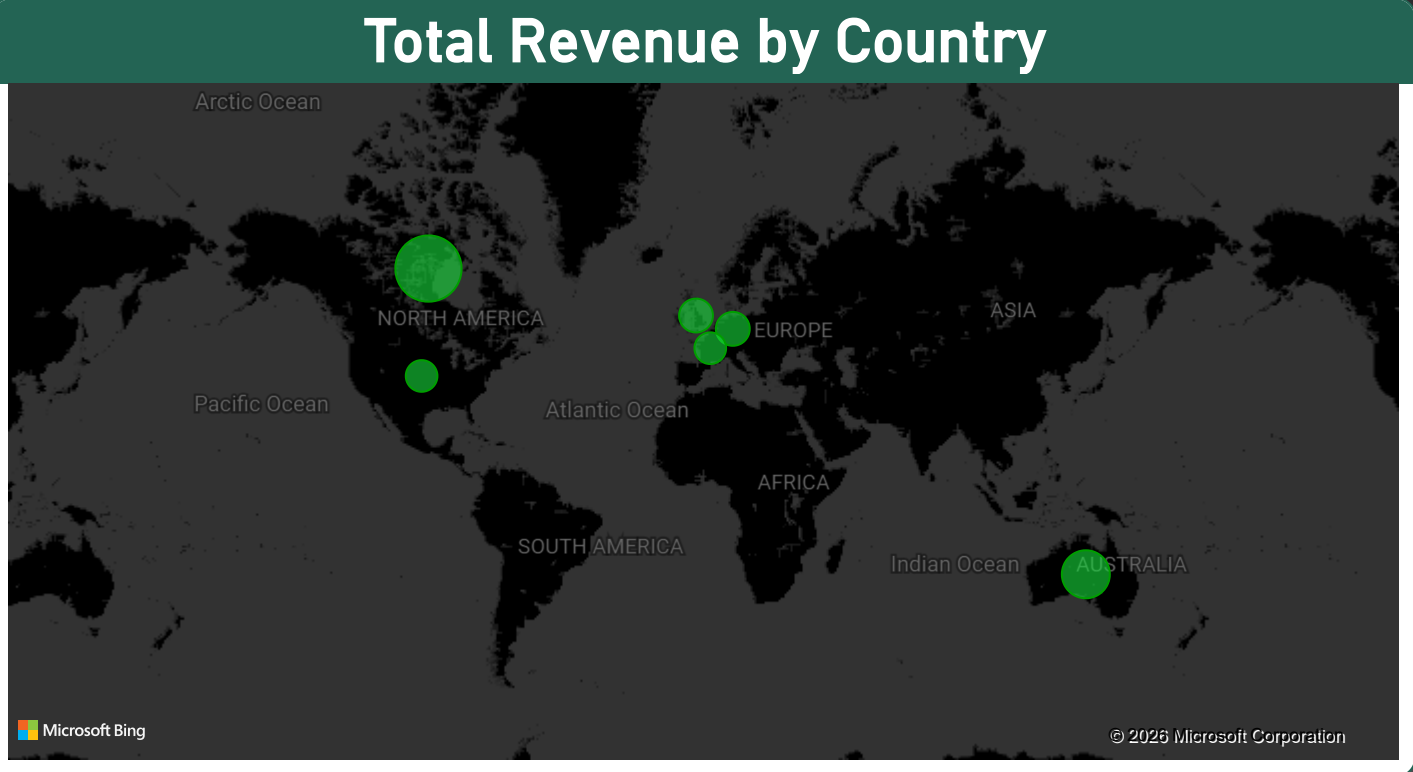 Total Revenue by Country
Arctic Ocean
ASIA
NORTH AMERICA
EUROPE
Pacific Ocean
Atlantic Ocean
AFRICA
SOUTH AMERICA
Indian Ocean
AUSTRALIA
Microsoft Bing
© 2026 Microsoft Corporation